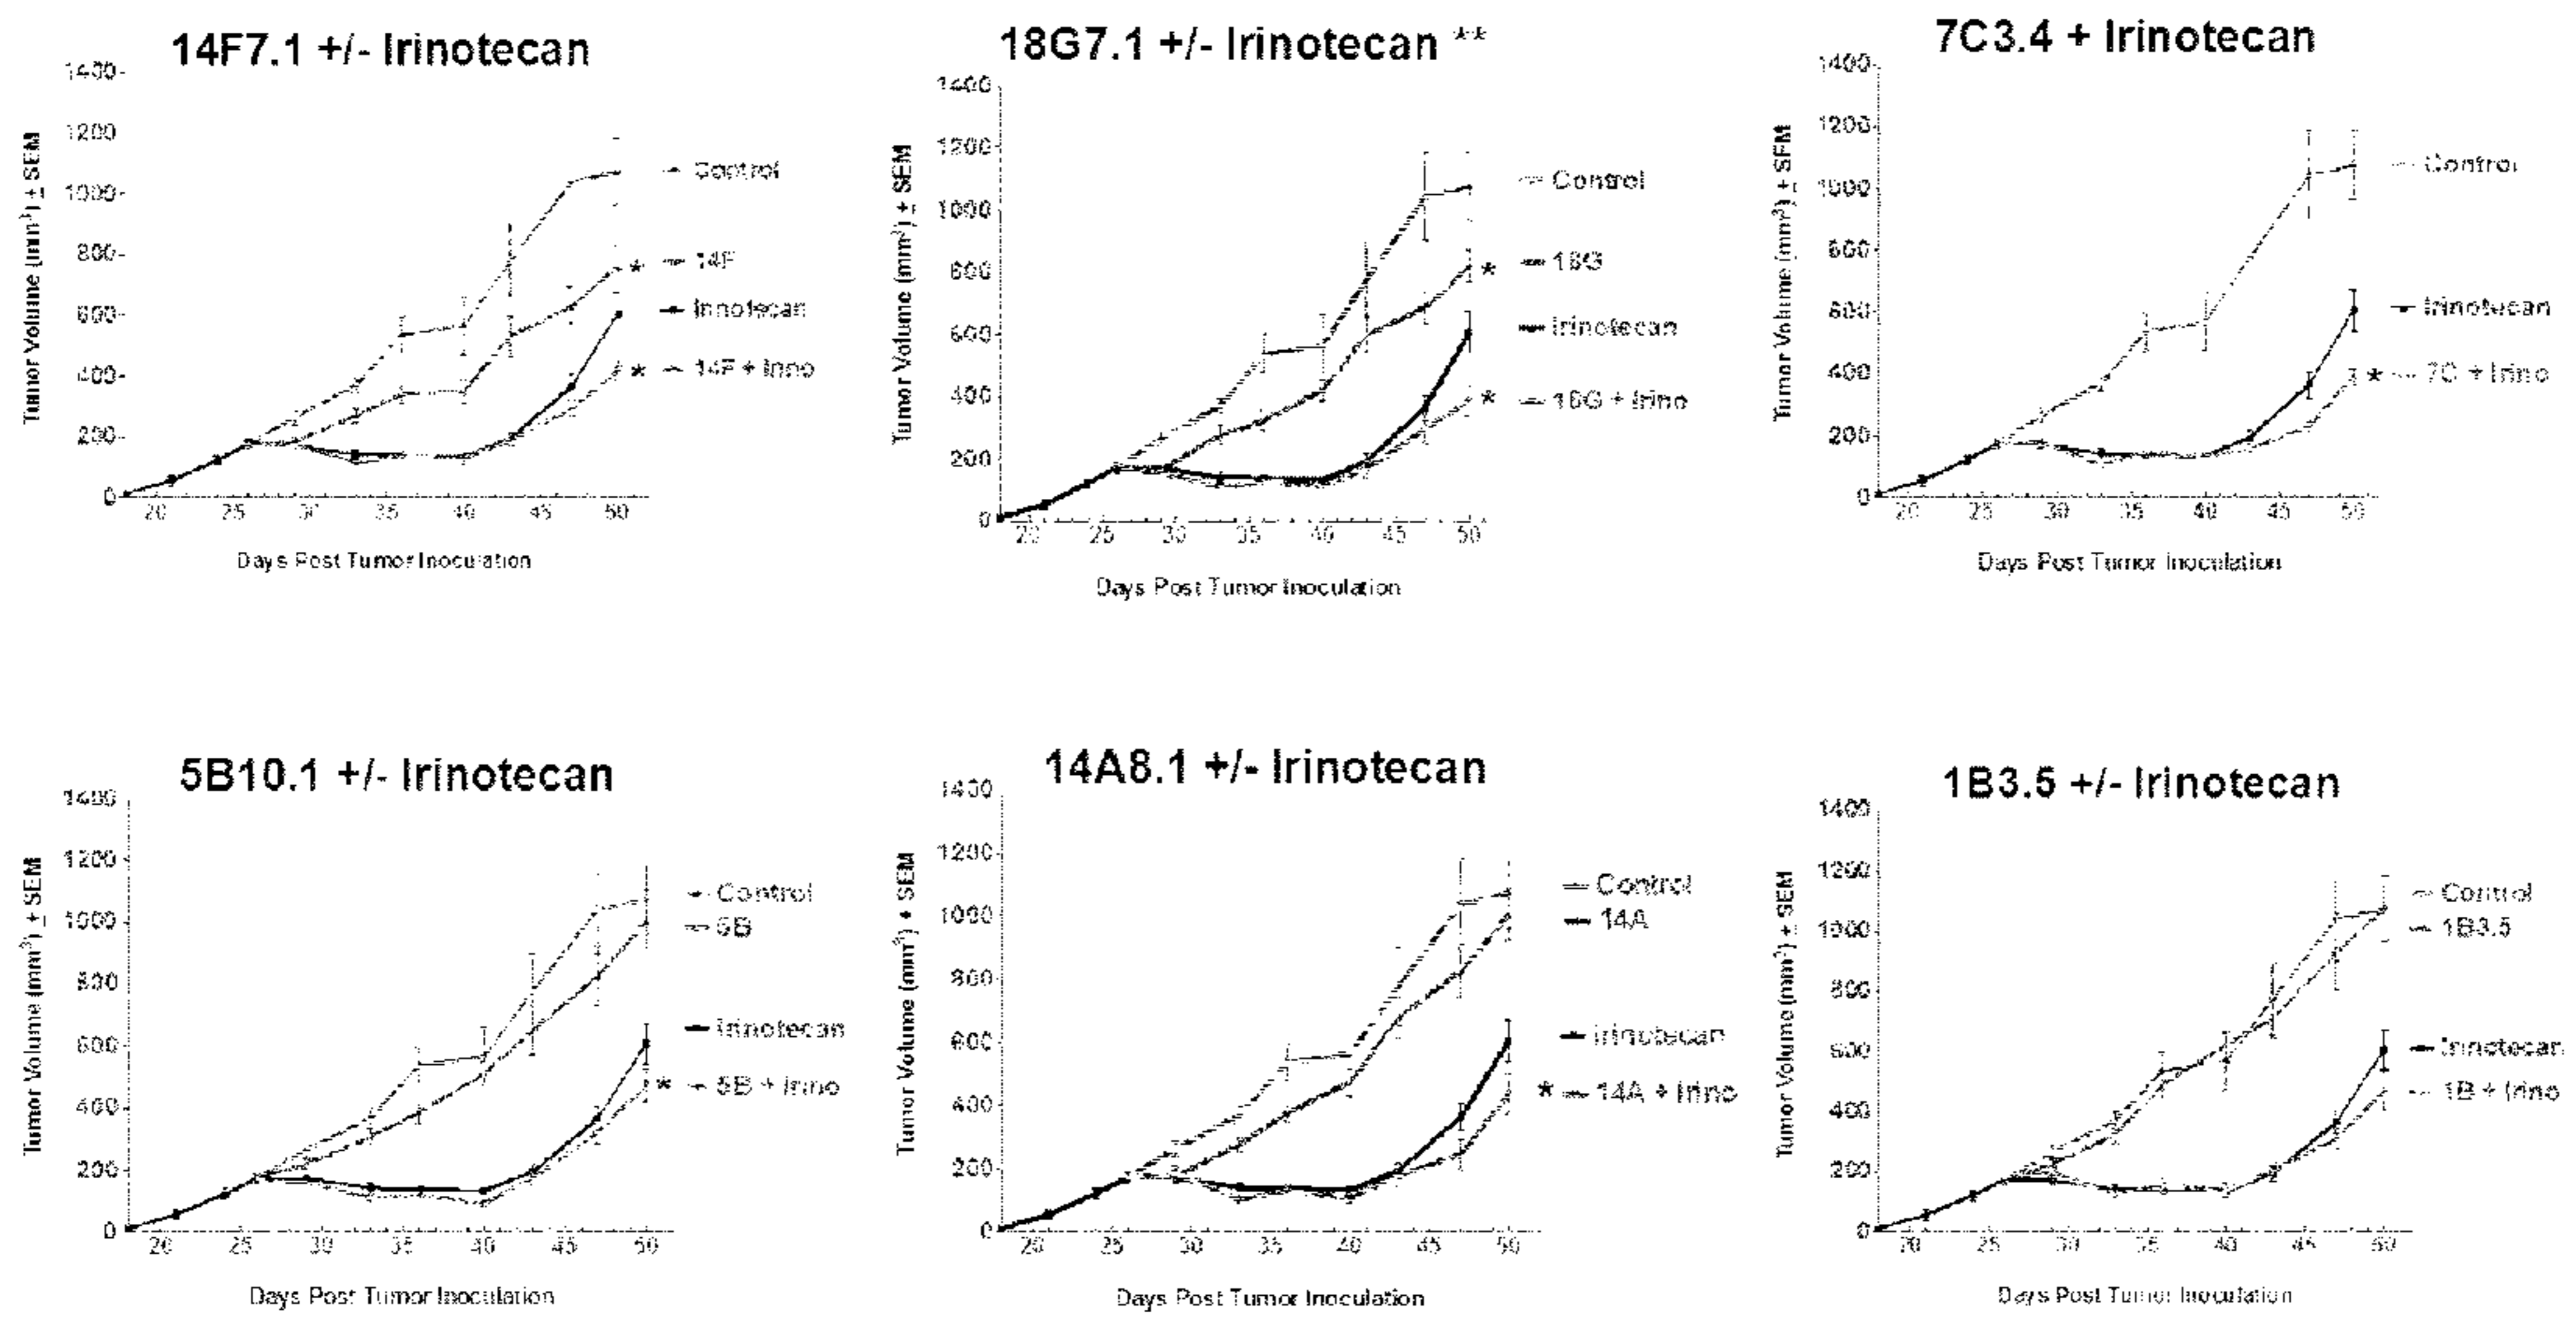 14F7.1 +/- Irinotecan
1400
1200
1000
800
600
400
200
0
Tumor Volume (mm³) ± SEM
Control
14F
*
Irinotecan
* 14F + Irino
20 25 30 35 40 45 50
Days Post Tumor Inoculation
18G7.1 +/- Irinotecan **
1400
1200
1000
800
600
400
200
0
Tumor Volume (mm³) ± SEM
Control
18G
*
Irinotecan
18G + Irino
*
20 25 30 35 40 45 50
Days Post Tumor Inoculation
7C3.4 + Irinotecan
1400
1200
1000
600
400
200
0
Tumor Volume (mm³) ± SEM
Control
Irinotecan
* 7C + Irino
20 25 30 35 40 45 50
Days Post Tumor Inoculation
5B10.1 +/- Irinotecan
1400
1200
1000
800
600
400
200
0
Tumor Volume (mm³) ± SEM
Control
5B
Irinotecan
* 5B + Irino
20 25 30 35 40 45 50
Days Post Tumor Inoculation
14A8.1 +/- Irinotecan
1400
1200
1000
800
600
400
200
0
Tumor Volume (mm³) ± SEM
Control
14A
Irinotecan
* 14A + Irino
20 25 30 35 40 45 50
Days Post Tumor Inoculation
1B3.5 +/- Irinotecan
1400
1200
1000
800
600
400
200
0
Tumor Volume (mm³) ± SEM
Control
1B3.5
Irinotecan
1B + Irino
20 25 30 35 40 45 50
Days Post Tumor Inoculation